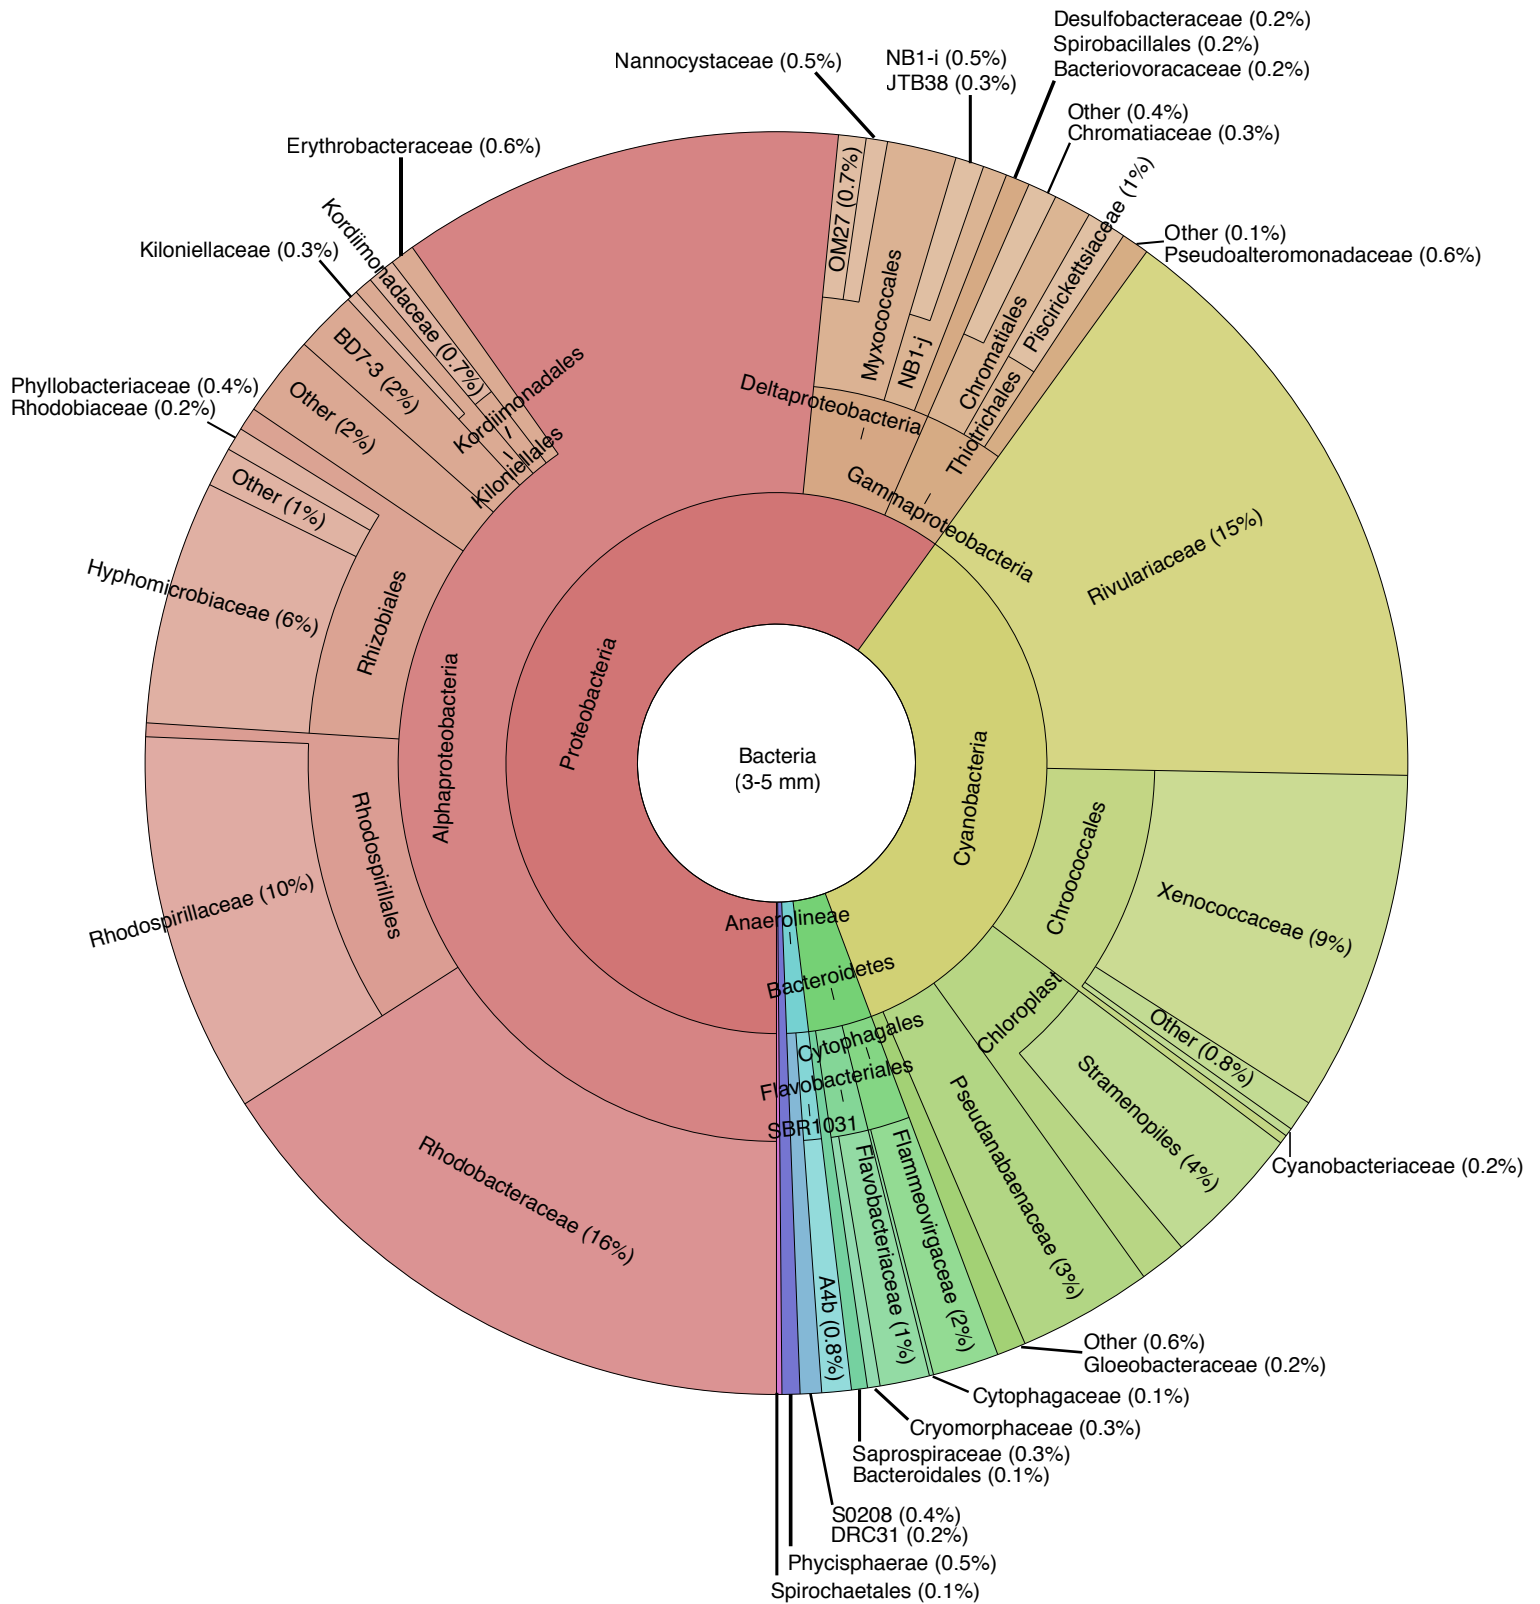 Desulfobacteraceae (0.2%)
Spirobacillales (0.2%)
Bacteriovoracaceae (0.2%)
Nannocystaceae (0.5%)
NB1-i (0.5%)
JTB38 (0.3%)
Other (0.4%)
Chromatiaceae (0.3%)
Erythrobacteraceae (0.6%)
Kordiimonadaceae (0.7%)
Kiloniellaceae (0.3%)
OM27 (0.7%)
Myxococcales
NB1-j
Chromatiales
Piscirickettsiaceae (1%)
Thiotrichales
Other (0.1%)
Pseudoalteromonadaceae (0.6%)
BD7-3 (2%)
Other (2%)
Kordiimonadales
Kiloniellales
Deltaproteobacteria
Gammaproteobacteria
Phyllobacteriaceae (0.4%)
Rhodobiaceae (0.2%)
Other (1%)
Hyphomicrobiaceae (6%)
Rhizobiales
Rivulariaceae (15%)
Alphaproteobacteria
Proteobacteria
Bacteria
(3-5 mm)
Cyanobacteria
Chroococcales
Xenococcaceae (9%)
Rhodospirillales
Rhodospirillaceae (10%)
Anaerolineae
Bacteroidetes
Cytophagales
Flavobacteriales
SBR1031
Chloroplast
Other (0.8%)
Stramenopiles (4%)
Cyanobacteriaceae (0.2%)
Pseudanabaenaceae (3%)
Flammeovirgaceae (2%)
Flavobacteriaceae (1%)
A4b (0.8%)
Rhodobacteraceae (16%)
Other (0.6%)
Gloeobacteraceae (0.2%)
Cytophagaceae (0.1%)
Cryomorphaceae (0.3%)
Saprospiraceae (0.3%)
Bacteroidales (0.1%)
S0208 (0.4%)
DRC31 (0.2%)
Phycisphaerae (0.5%)
Spirochaetales (0.1%)